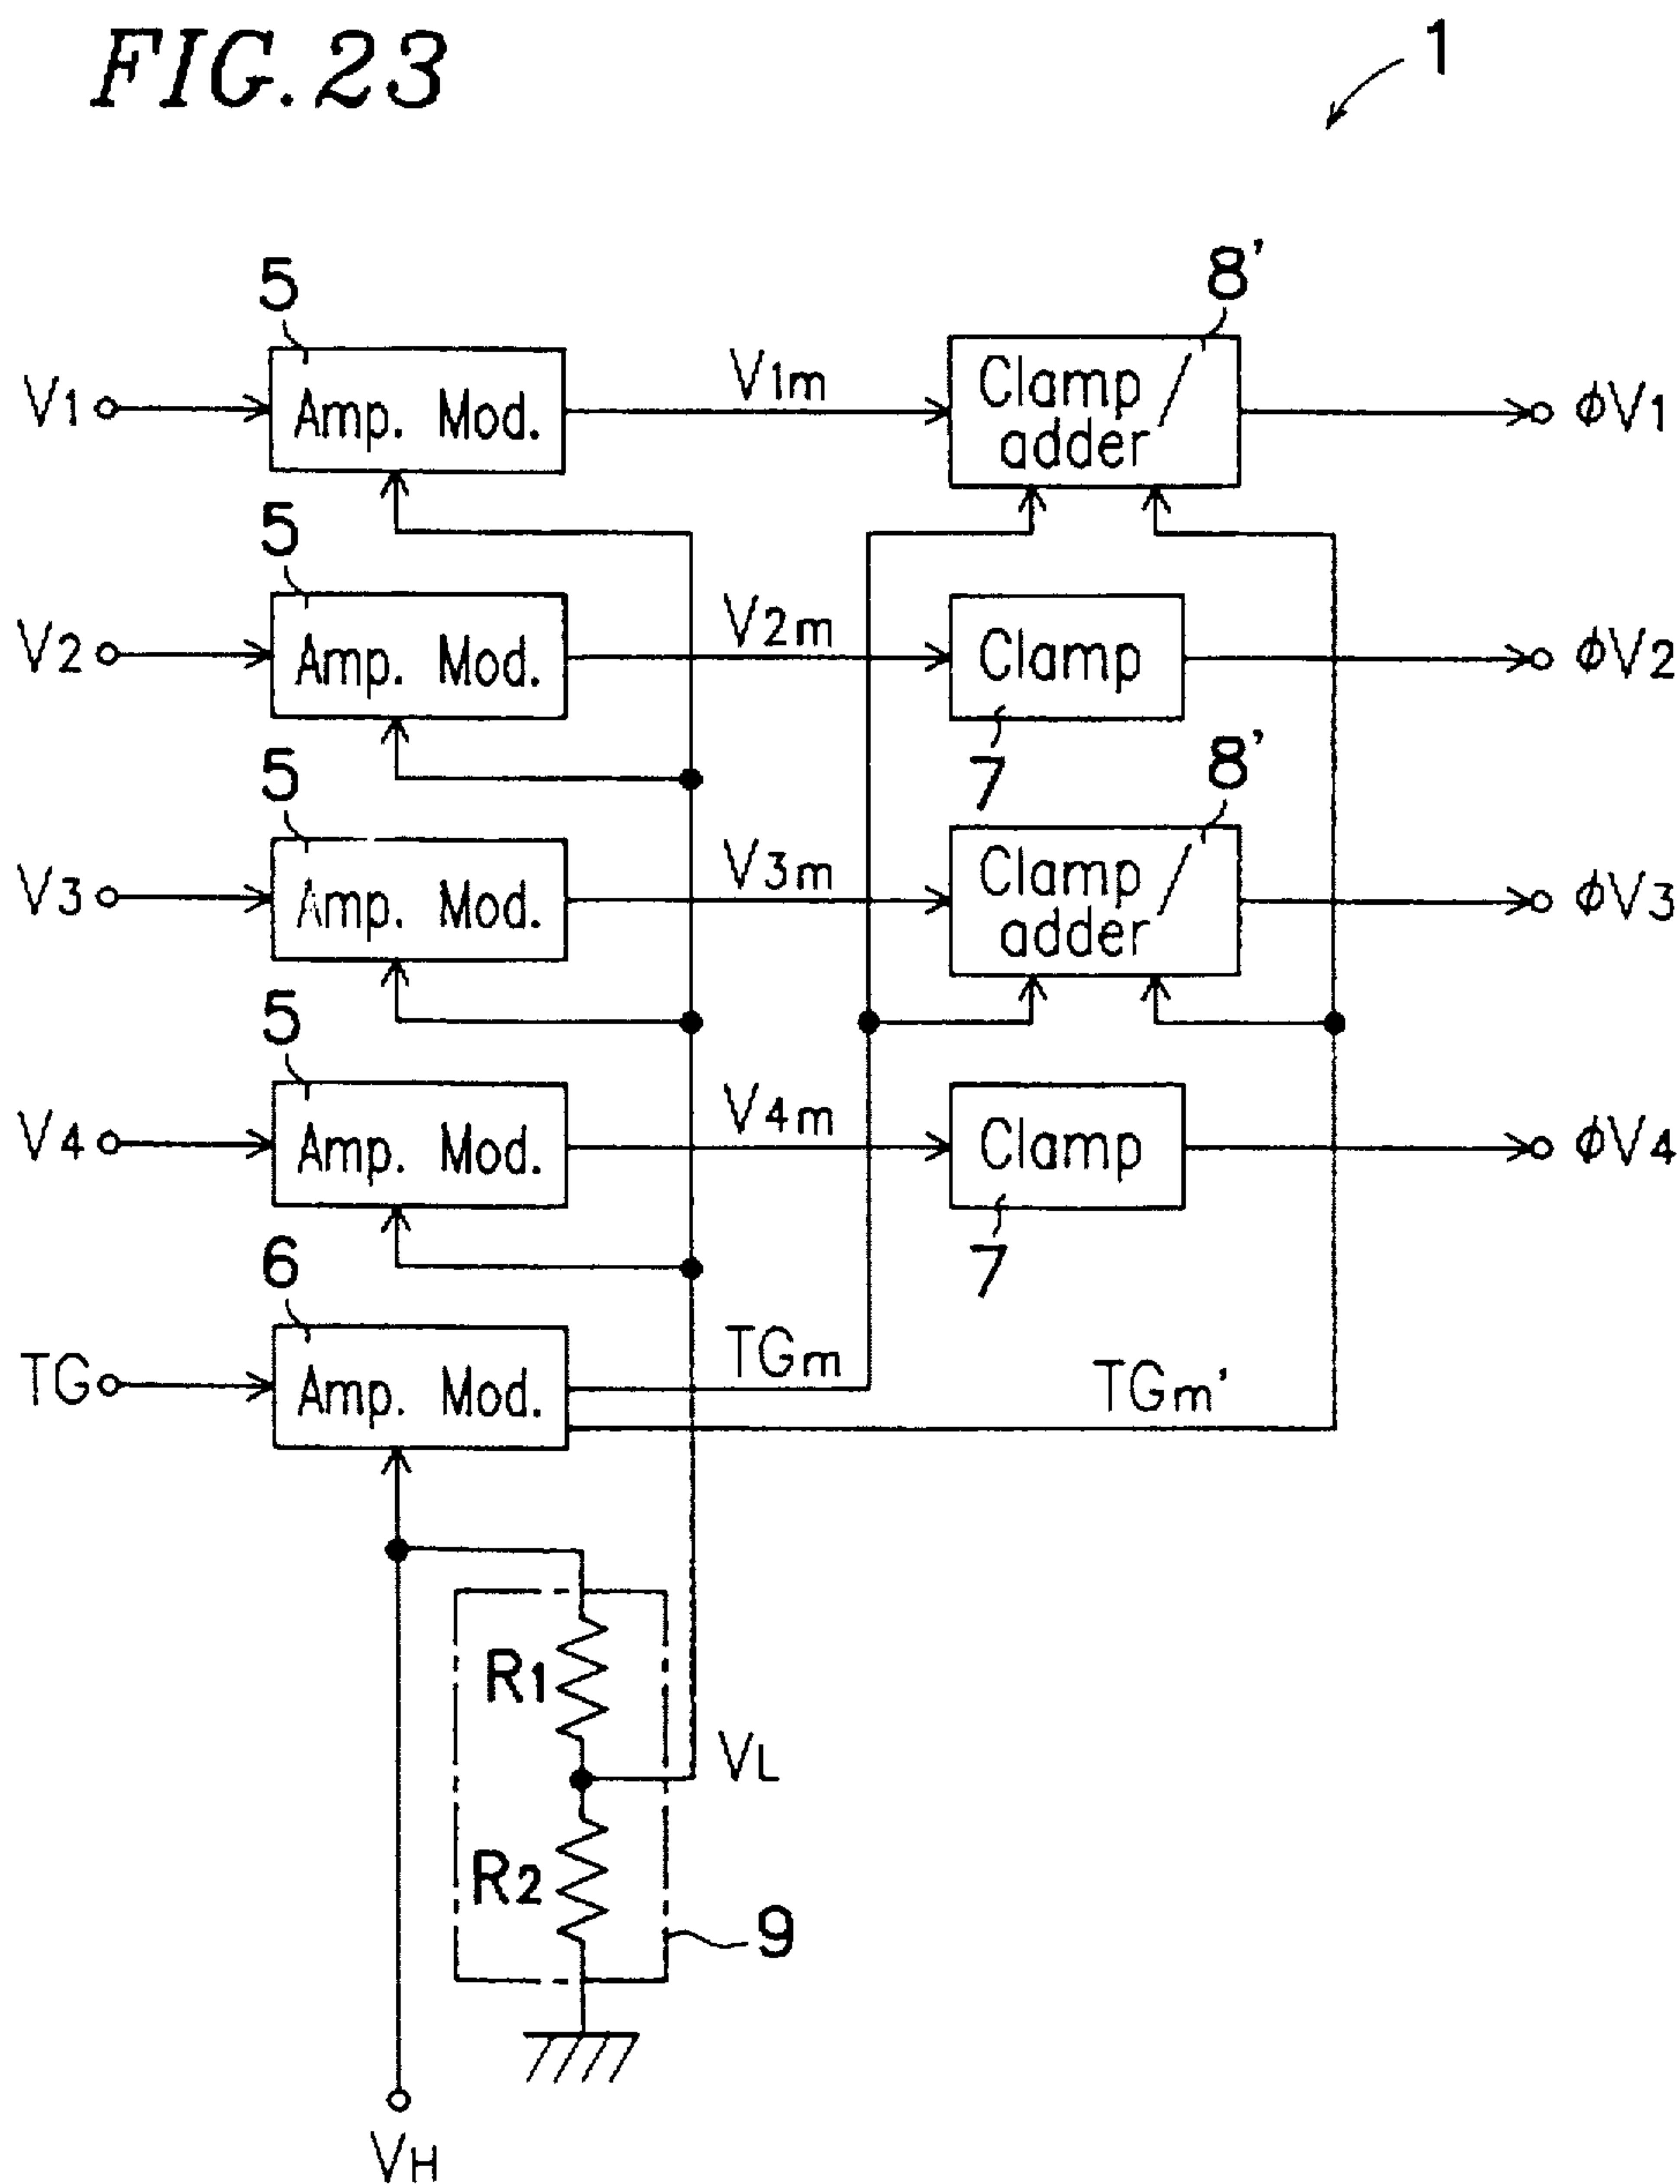 FIG. 23
1
5
8'
V1
Amp. Mod.
V1m
Clamp/
adder
ϕV1
5
V2
Amp. Mod.
V2m
Clamp
ϕV2
7
5
8'
V3
Amp. Mod.
V3m
Clamp/
adder
ϕV3
5
V4
Amp. Mod.
V4m
Clamp
ϕV4
7
6
TG
Amp. Mod.
TGm
TGm'
R1
VL
R2
9
VH